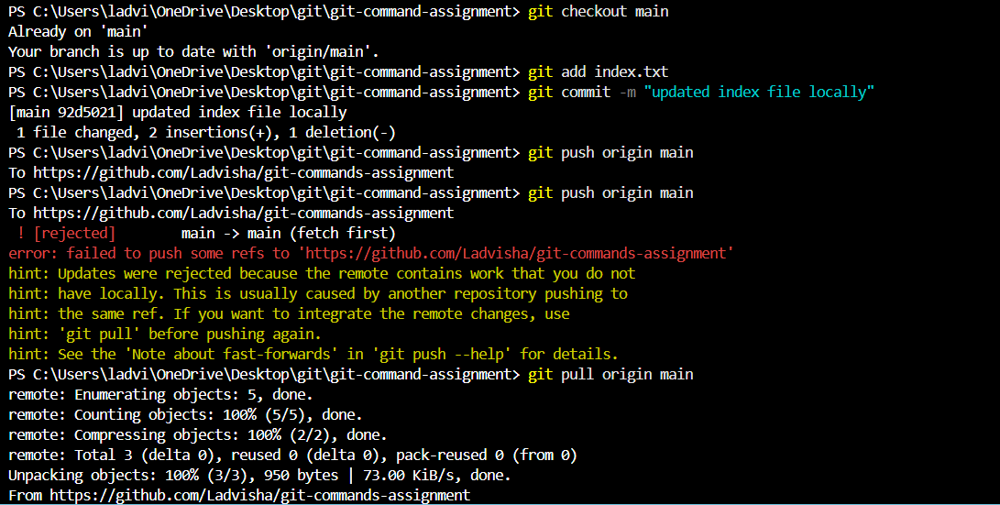 PS C:\Users\ladvi\OneDrive\Desktop\git\git-command-assignment> git checkout main
Already on 'main'
Your branch is up to date with 'origin/main'.
PS C:\Users\ladvi\OneDrive\Desktop\git\git-command-assignment> git add index.txt
PS C:\Users\ladvi\OneDrive\Desktop\git\git-command-assignment> git commit -m "updated index file locally"
[main 92d5021] updated index file locally
 1 file changed, 2 insertions(+), 1 deletion(-)
PS C:\Users\ladvi\OneDrive\Desktop\git\git-command-assignment> git push origin main
To https://github.com/Ladvisha/git-commands-assignment
PS C:\Users\ladvi\OneDrive\Desktop\git\git-command-assignment> git push origin main
To https://github.com/Ladvisha/git-commands-assignment
 ! [rejected]        main -> main (fetch first)
error: failed to push some refs to 'https://github.com/Ladvisha/git-commands-assignment'
hint: Updates were rejected because the remote contains work that you do not
hint: have locally. This is usually caused by another repository pushing to
hint: the same ref. If you want to integrate the remote changes, use
hint: 'git pull' before pushing again.
hint: See the 'Note about fast-forwards' in 'git push --help' for details.
PS C:\Users\ladvi\OneDrive\Desktop\git\git-command-assignment> git pull origin main
remote: Enumerating objects: 5, done.
remote: Counting objects: 100% (5/5), done.
remote: Compressing objects: 100% (2/2), done.
remote: Total 3 (delta 0), reused 0 (delta 0), pack-reused 0 (from 0)
Unpacking objects: 100% (3/3), 950 bytes | 73.00 KiB/s, done.
From https://github.com/Ladvisha/git-commands-assignment